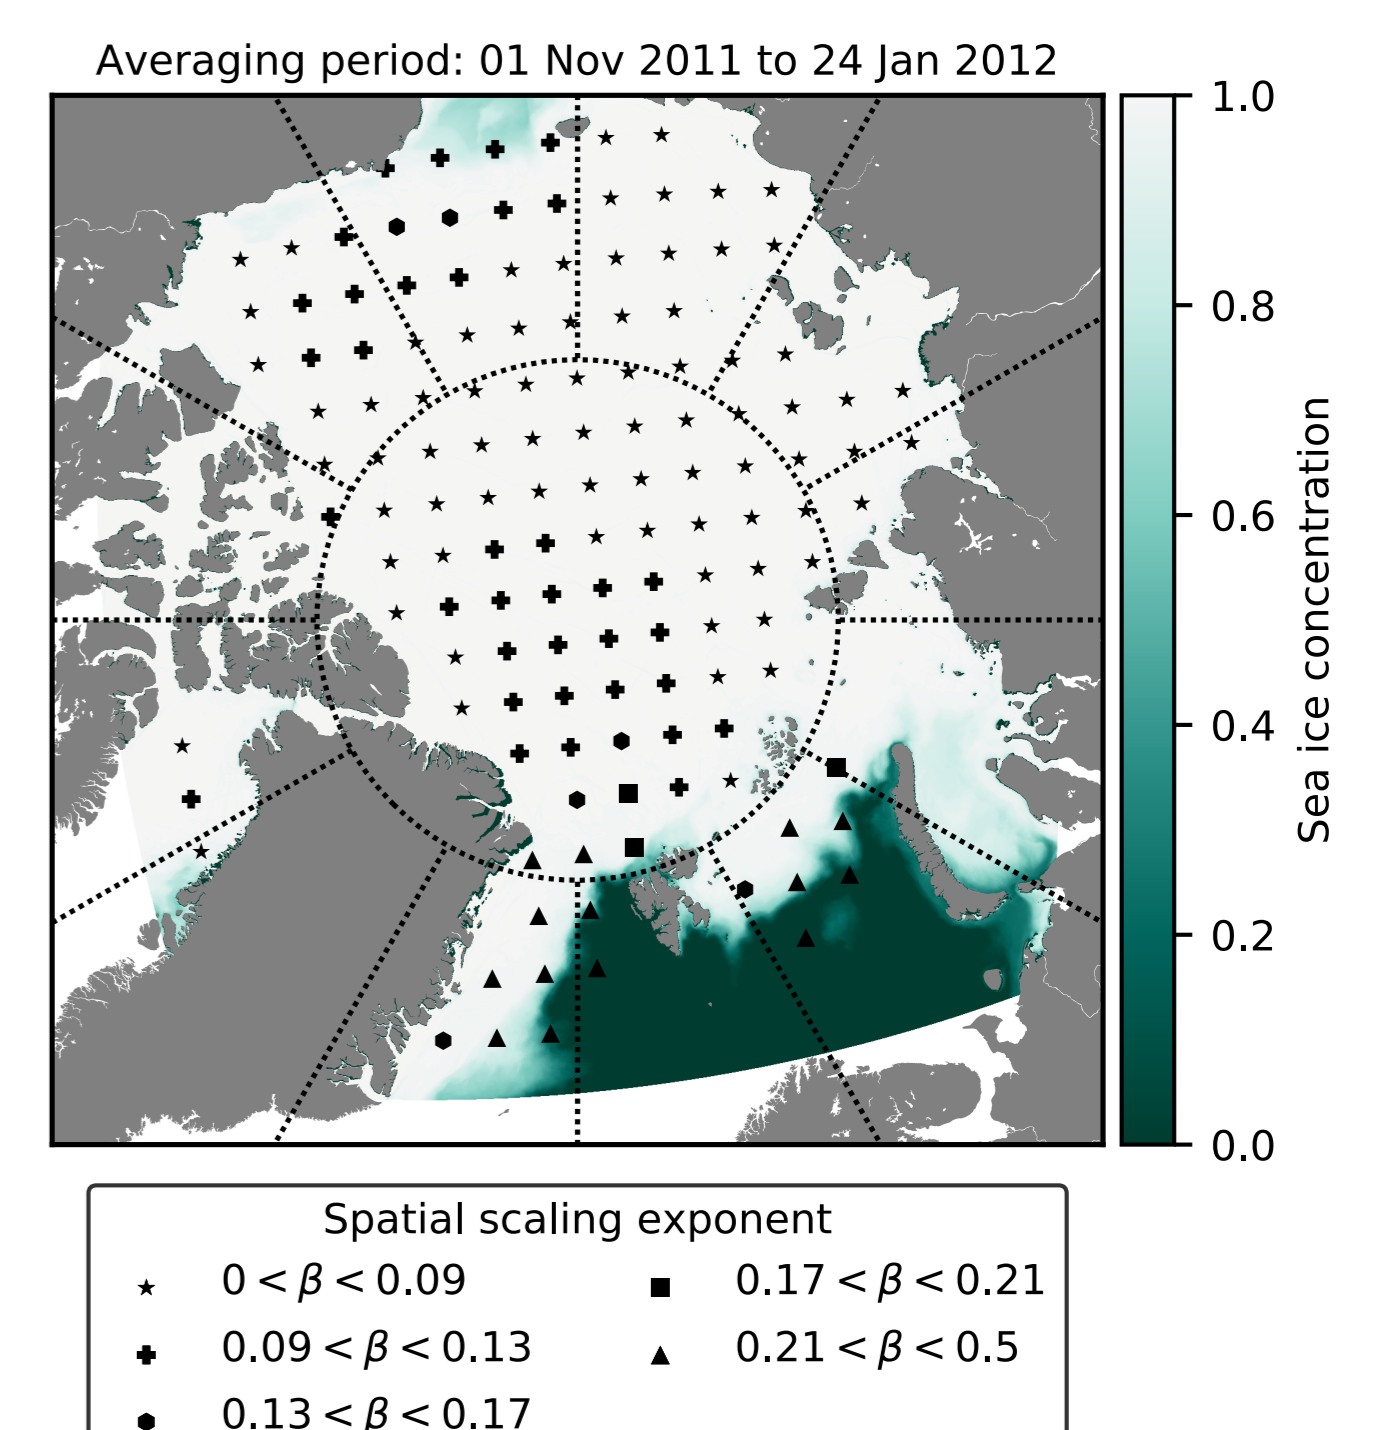 Averaging period: 01 Nov 2011 to 24 Jan 2012
1.0
0.8
0.6
0.4
0.2
0.0
Sea ice concentration
Spatial scaling exponent
0 < β < 0.09
0.09 < β < 0.13
0.13 < β < 0.17
0.17 < β < 0.21
0.21 < β < 0.5